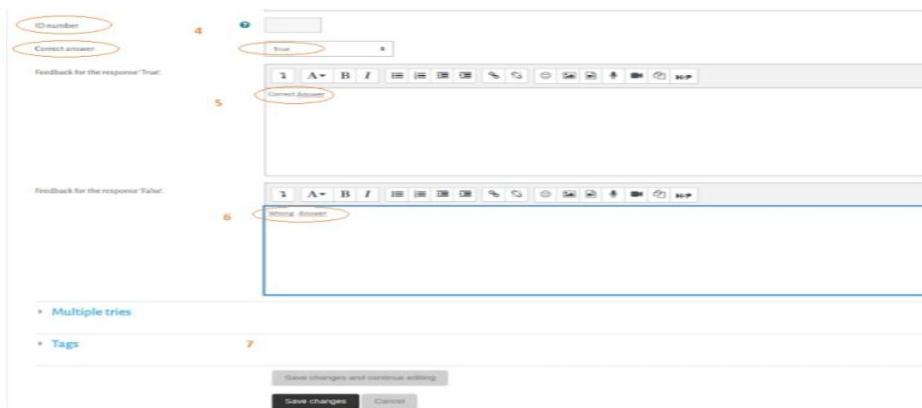 ID number 4
Correct answer True
Feedback for the response 'True'.
A B I H-P
5 Correct Answer
Feedback for the response 'False'.
A B I H-P
6 Wrong Answer
Multiple tries
Tags 7
Save changes and continue editing
Save changes Cancel